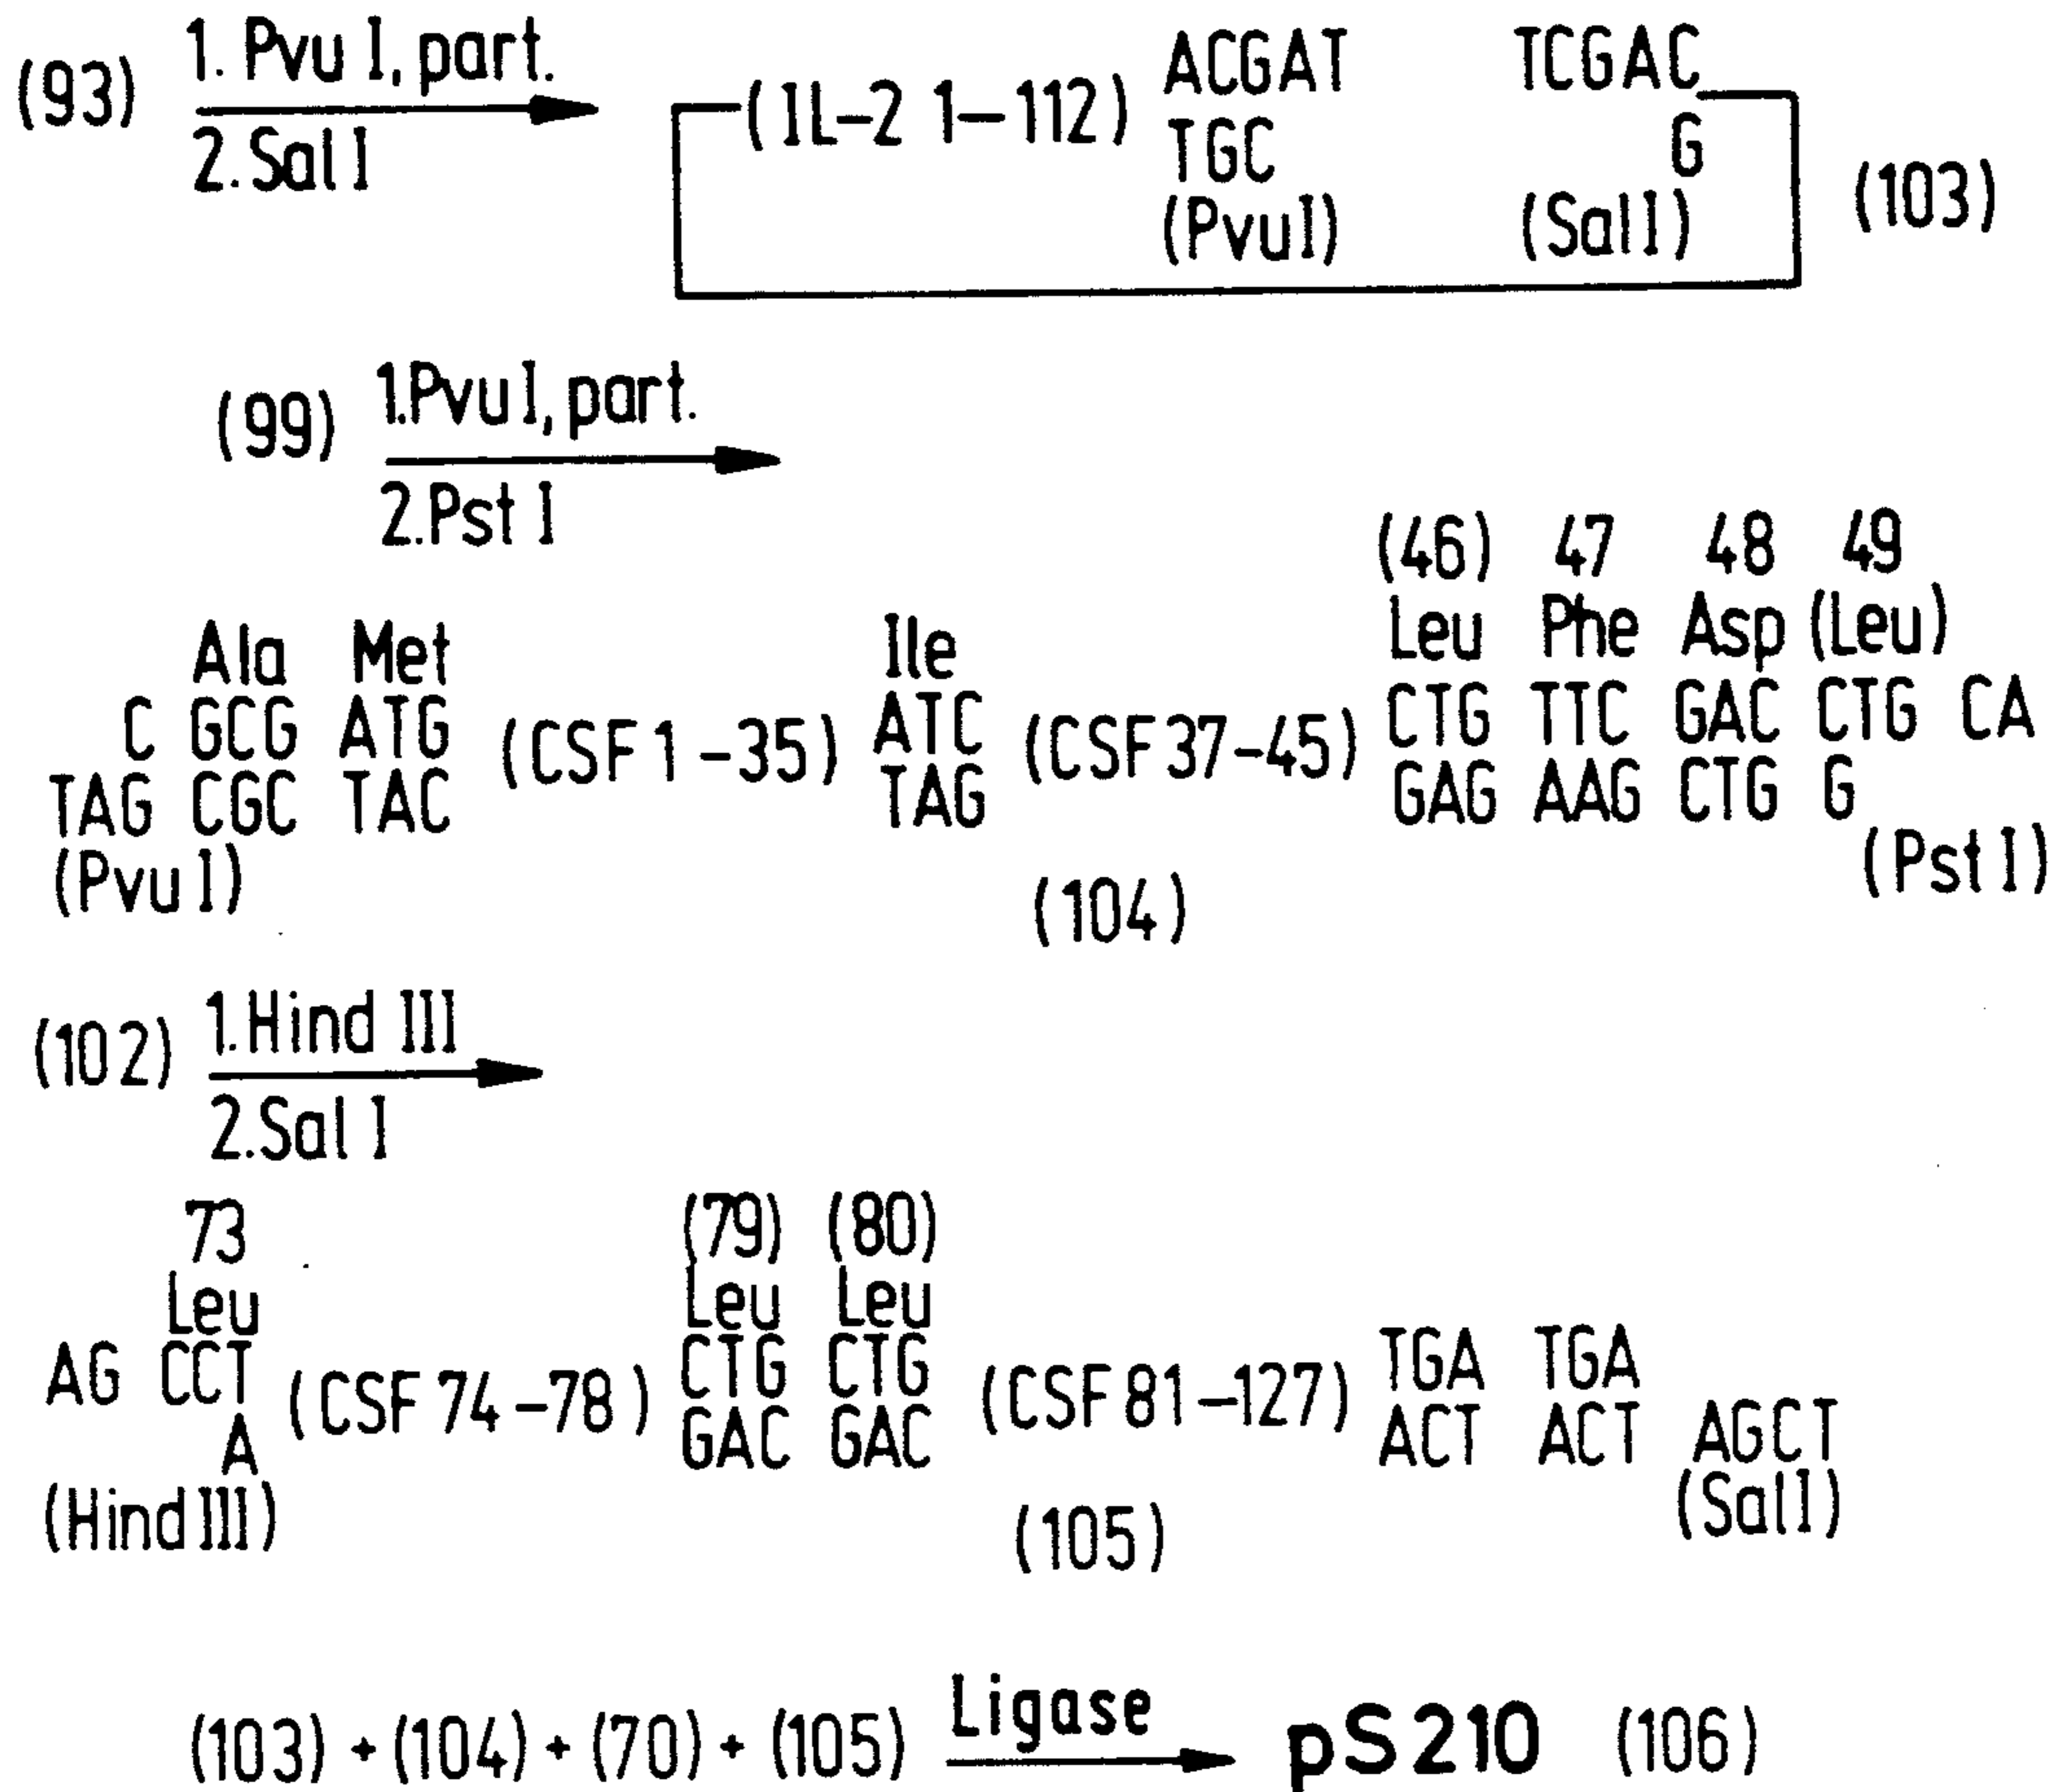 (93) 1. Pvu I, part.
2. Sal I
(IL-2 1-112) ACGAT TCGAC
TGC G
(PvuI) (SalI) (103)
(99) 1.Pvu I, part.
2.Pst I
(46) 47 48 49
Ala Met Ile Leu Phe Asp (Leu)
C GCG ATG (CSF 1-35) ATC (CSF 37-45) CTG TTC GAC CTG CA
TAG CGC TAC TAG GAG AAG CTG G
(Pvu I) (Pst I)
(104)
(102) 1.Hind III
2.Sal I
73 (79) (80)
Leu Leu Leu
AG CCT (CSF 74-78) CTG CTG (CSF 81-127) TGA TGA
A GAC GAC ACT ACT AGCT
(Hind III) (SalI)
(105)
(103) + (104) + (70) + (105) Ligase pS210 (106)